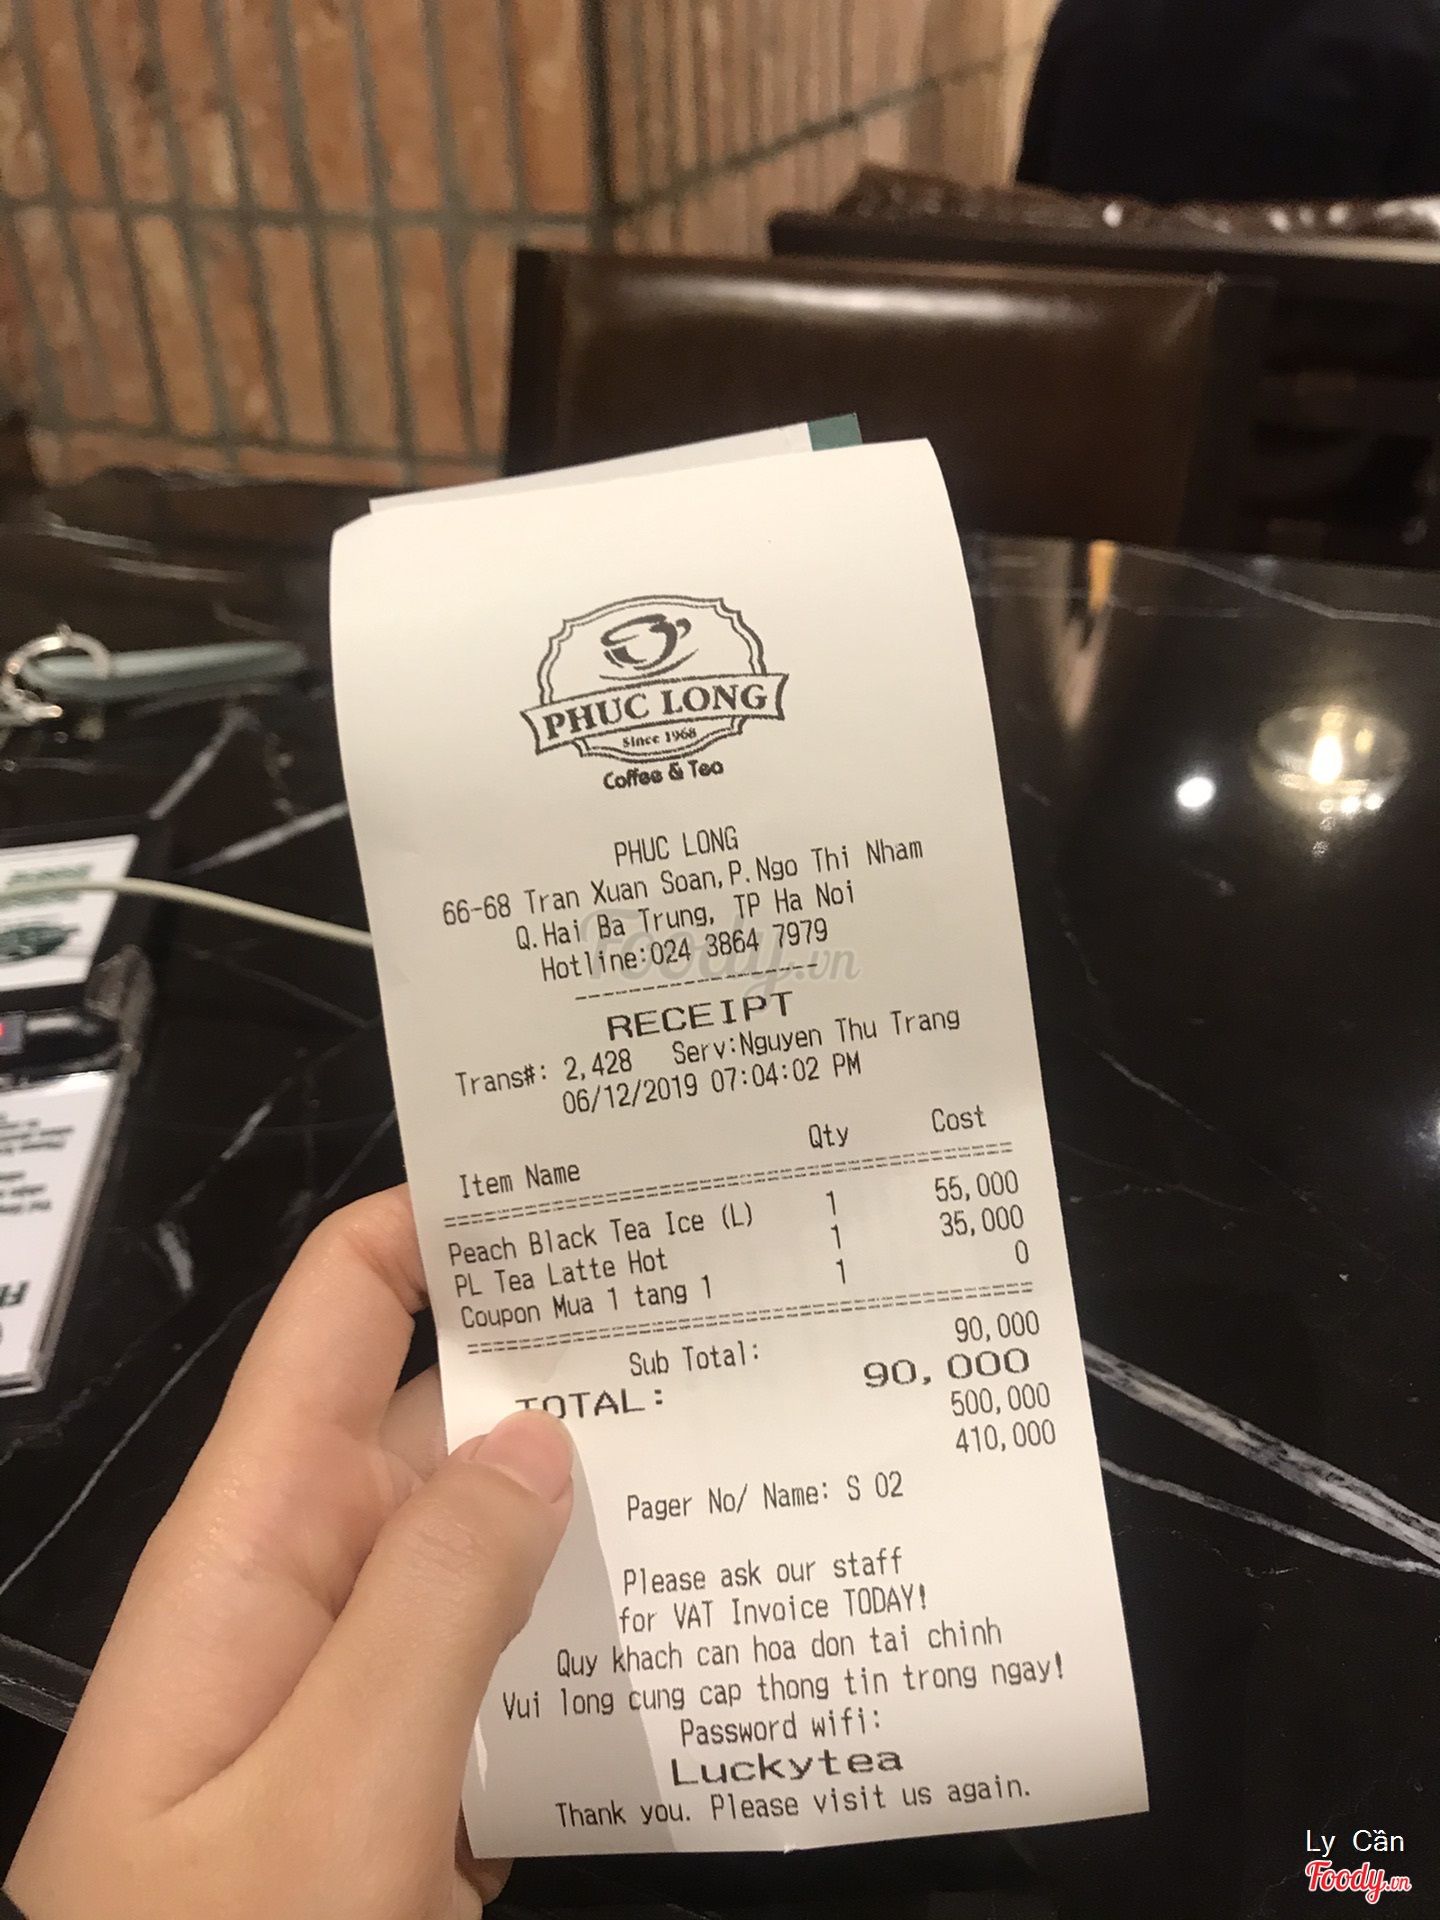 PHUC LONG
Since 1968
Coffee & Tea
PHUC LONG
66-68 Tran Xuan Soan,P.Ngo Thi Nham
Q.Hai Ba Trung, TP Ha Noi
Hotline:024 3864 7979
Foody.vn
RECEIPT
Trans#: 2,428 Serv:Nguyen Thu Trang
06/12/2019 07:04:02 PM
Item Name Qty Cost
Peach Black Tea Ice (L) 1 55,000
PL Tea Latte Hot 1 35,000
Coupon Mua 1 tang 1 1 0
Sub Total: 90,000
TOTAL: 90,000
500,000
410,000
Pager No/ Name: S 02
Please ask our staff
for VAT Invoice TODAY!
Quy khach can hoa don tai chinh
Vui long cung cap thong tin trong ngay!
Password wifi:
Luckytea
Thank you. Please visit us again.
Ly Cần
Foody.vn